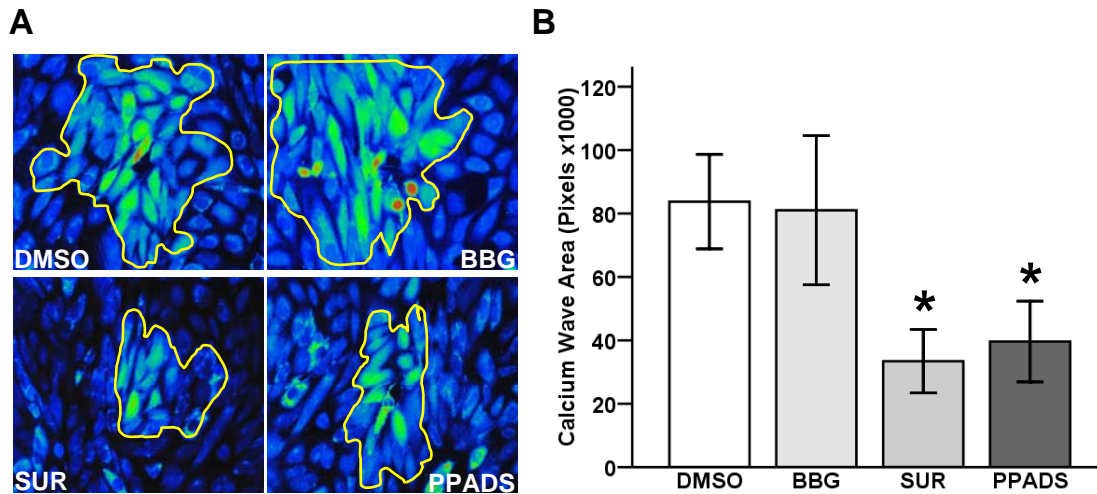 A
DMSO
BBG
SUR
PPADS
B
Calcium Wave Area (Pixels x1000)
120
100
80
60
40
20
0
*
*
DMSO
BBG
SUR
PPADS